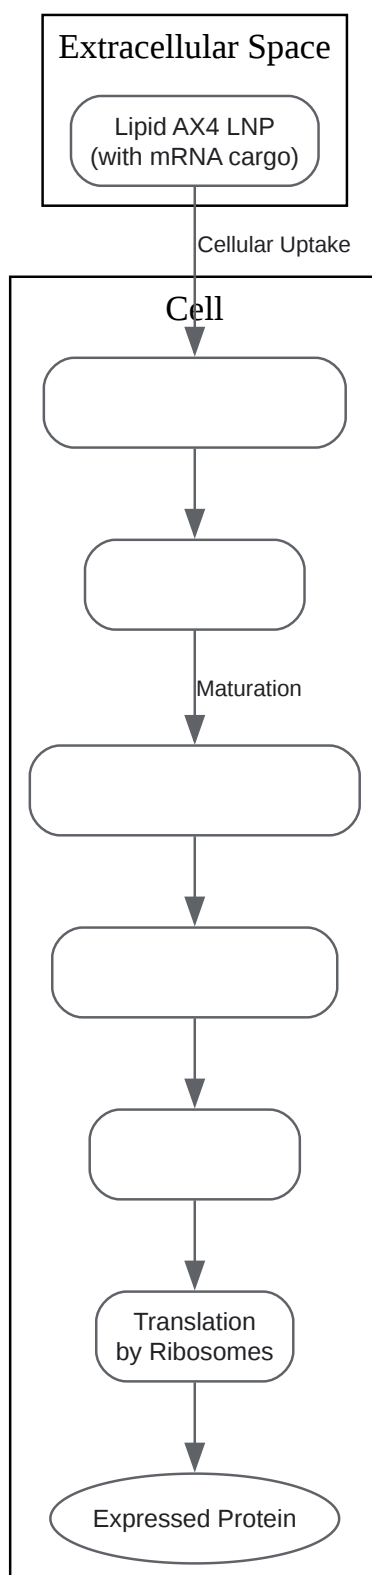 Extracellular Space
Lipid AX4 LNP
(with mRNA cargo)
Cellular Uptake
Cell
Maturation
Translation
by Ribosomes
Expressed Protein